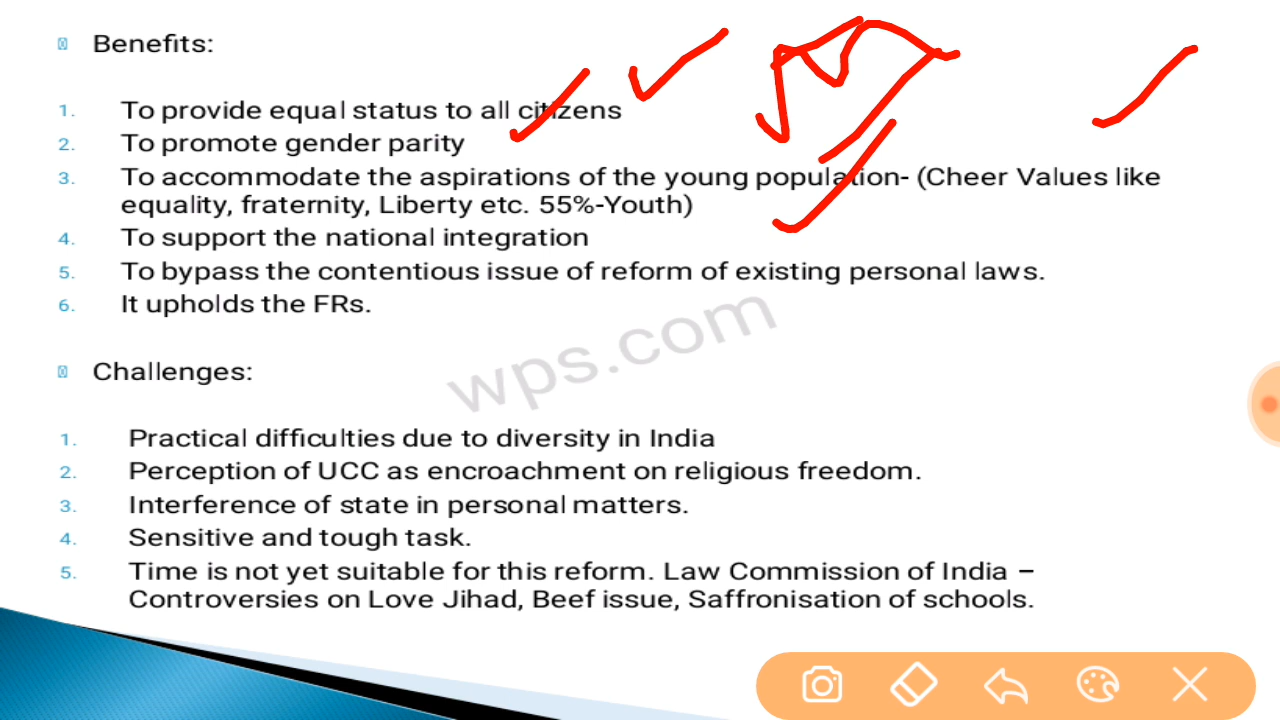 Benefits:
1. To provide equal status to all citizens
2. To promote gender parity
3. To accommodate the aspirations of the young population- (Cheer Values like
equality, fraternity, Liberty etc. 55%-Youth)
4. To support the national integration
5. To bypass the contentious issue of reform of existing personal laws.
6. It upholds the FRs.
wps.com
Challenges:
1. Practical difficulties due to diversity in India
2. Perception of UCC as encroachment on religious freedom.
3. Interference of state in personal matters.
4. Sensitive and tough task.
5. Time is not yet suitable for this reform. Law Commission of India –
Controversies on Love Jihad, Beef issue, Saffronisation of schools.